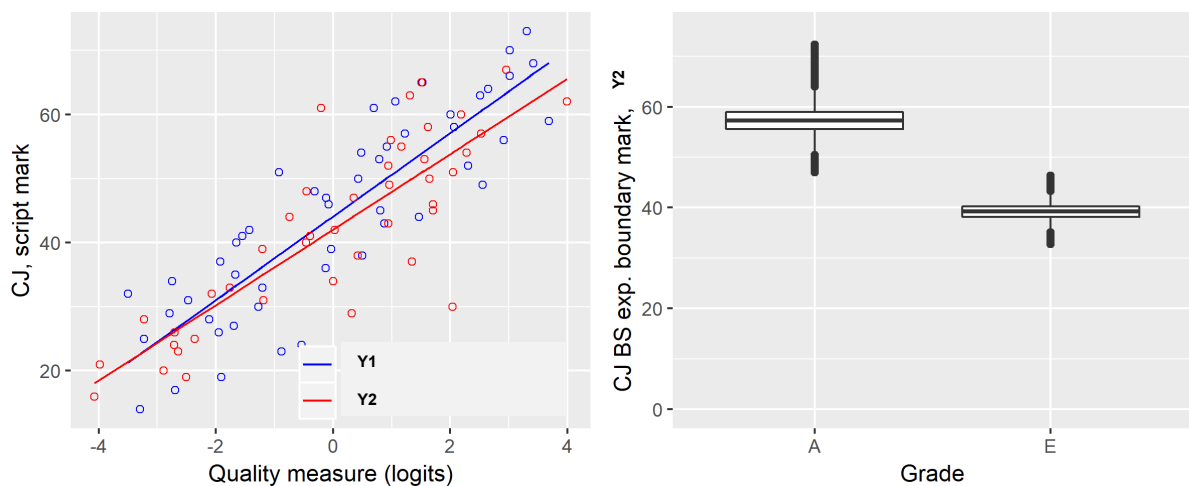 CJ, script mark
60
40
20
-4 -2 0 2 4
Quality measure (logits)
Y1
Y2
CJ BS exp. boundary mark, Y2
60
40
20
0
A E
Grade